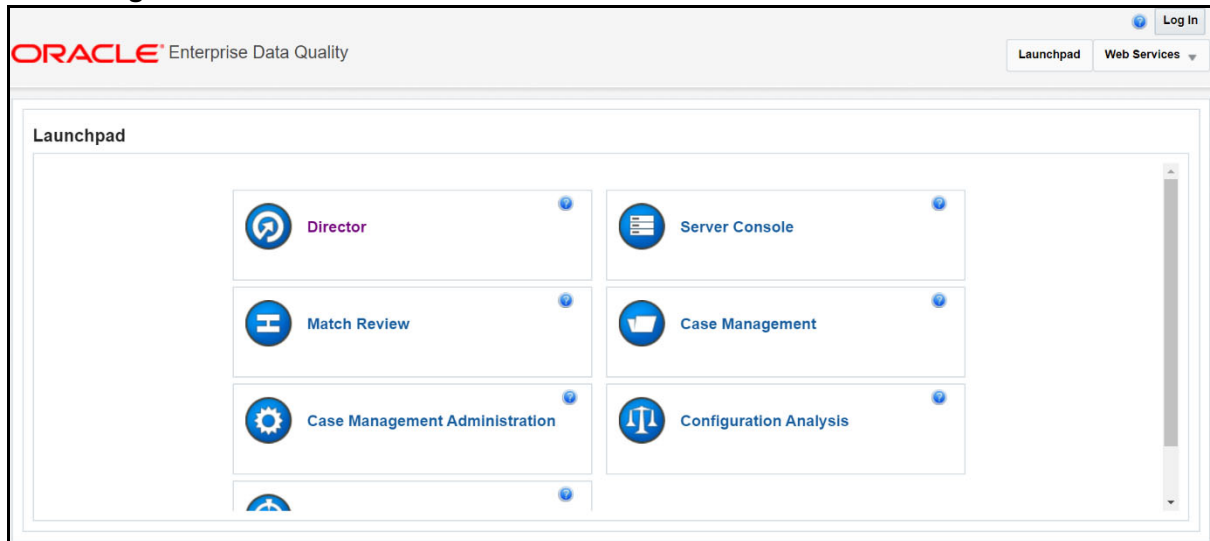 Log In
ORACLE Enterprise Data Quality
Launchpad Web Services
Launchpad
Director
Server Console
Match Review
Case Management
Case Management Administration
Configuration Analysis